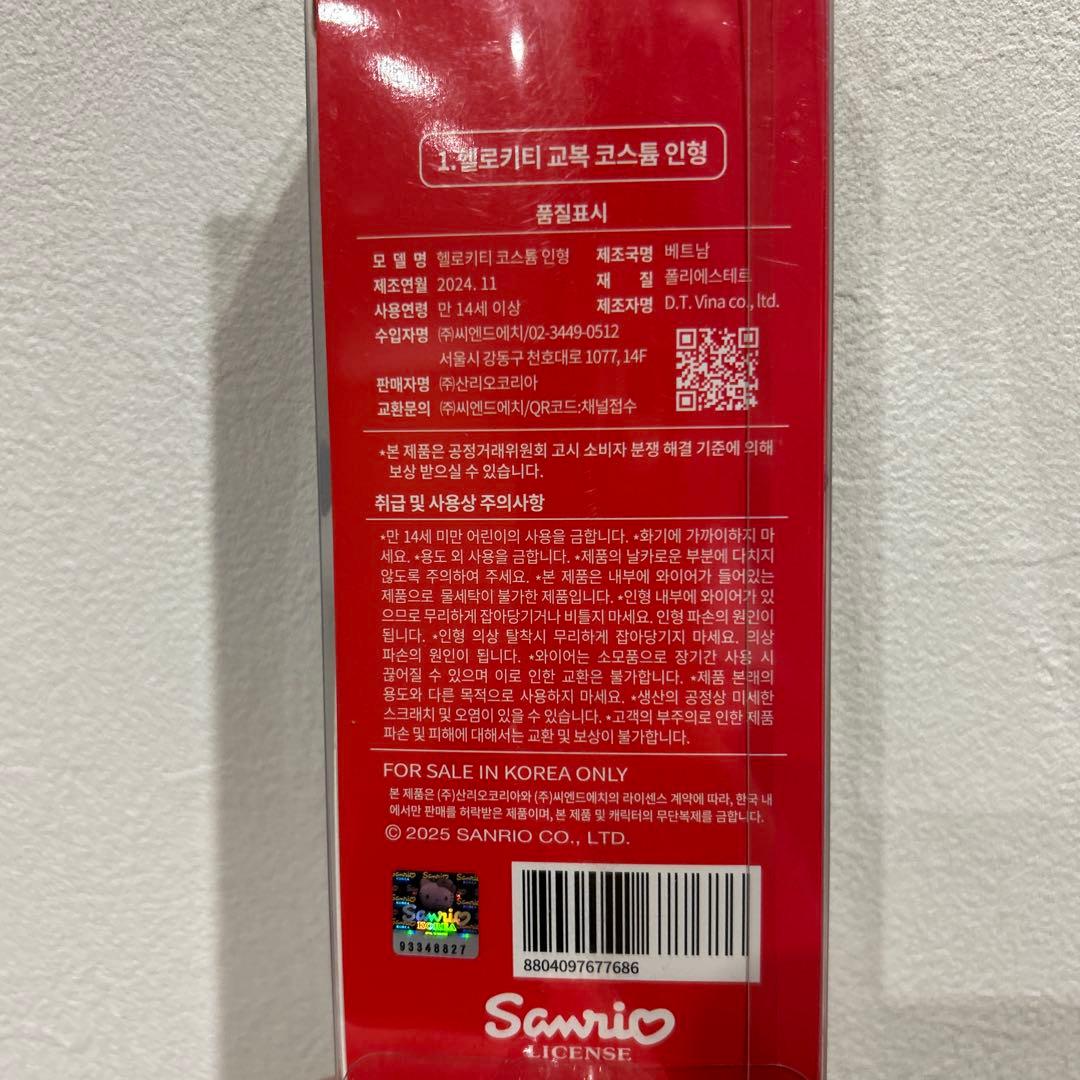 1.헬로키티 교복 코스튬 인형
품질표시
모 델 명 헬로키티 코스튬 인형 제조국명 베트남
제조연월 2024. 11 재 질 폴리에스테르
사용연령 만 14세 이상 제조자명 D.T. Vina co., ltd.
수입자명 ㈜씨엔드에치/02-3449-0512
서울시 강동구 천호대로 1077, 14F
판매자명 ㈜산리오코리아
교환문의 ㈜씨엔드에치/QR코드:채널접수
*본 제품은 공정거래위원회 고시 소비자 분쟁 해결 기준에 의해
보상 받으실 수 있습니다.
취급 및 사용상 주의사항
*만 14세 미만 어린이의 사용을 금합니다. *화기에 가까이하지 마
세요. *용도 외 사용을 금합니다. *제품의 날카로운 부분에 다치지
않도록 주의하여 주세요. *본 제품은 내부에 와이어가 들어있는
제품으로 물세탁이 불가한 제품입니다. *인형 내부에 와이어가 있
으므로 무리하게 잡아당기거나 비틀지 마세요. 인형 파손의 원인이
됩니다. *인형 의상 탈착시 무리하게 잡아당기지 마세요. 의상
파손의 원인이 됩니다. *와이어는 소모품으로 장기간 사용 시
끊어질 수 있으며 이로 인한 교환은 불가합니다. *제품 본래의
용도와 다른 목적으로 사용하지 마세요. *생산의 공정상 미세한
스크래치 및 오염이 있을 수 있습니다. *고객의 부주의로 인한 제품
파손 및 피해에 대해서는 교환 및 보상이 불가합니다.
FOR SALE IN KOREA ONLY
본 제품은 (주)산리오코리아와 (주)씨엔드에치의 라이센스 계약에 따라, 한국 내
에서만 판매를 허락받은 제품이며, 본 제품 및 캐릭터의 무단복제를 금합니다.
© 2025 SANRIO CO., LTD.
Sanrio
KOREA
93348827
8804097677686
Sanrio
LICENSE